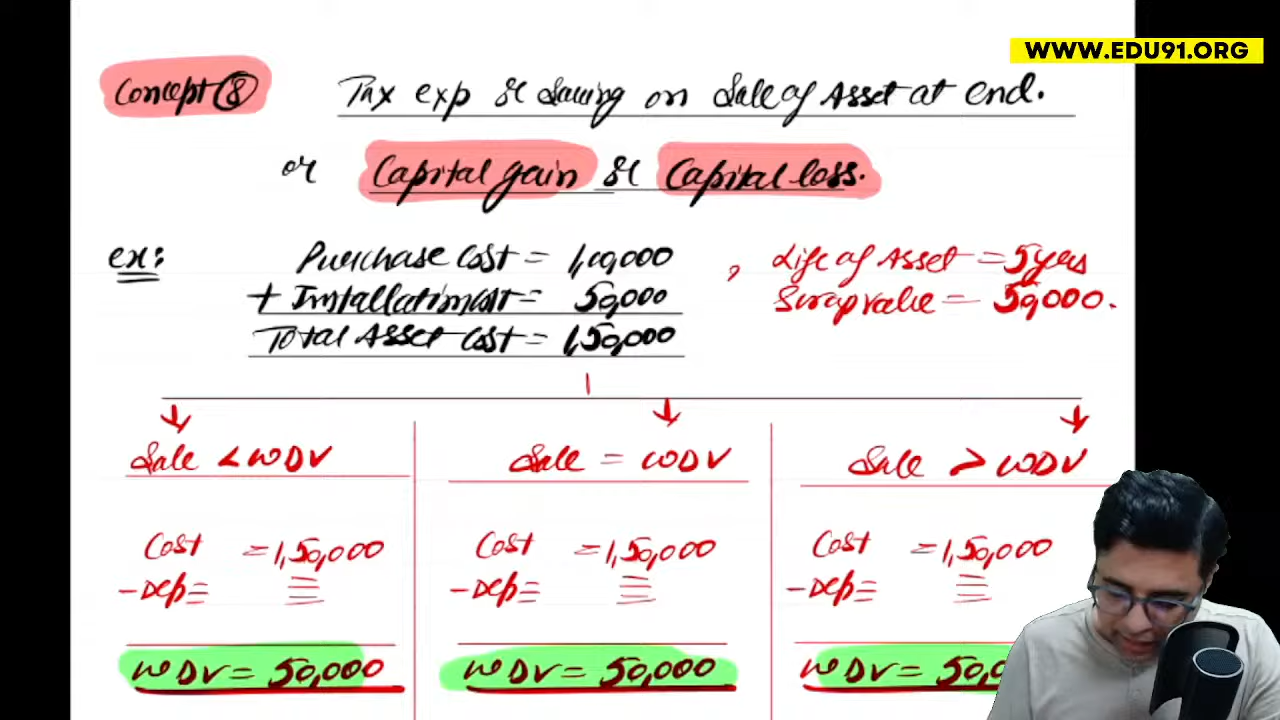 WWW.EDU91.ORG
Concept 8 Tax exp & Saving on Sale of Asset at end.
or Capital gain & Capital loss.
ex: Purchase Cost = 1,00,000 , Life of Asset = 5 years
+ Installation Cost = 50,000 Scrap value = 50,000.
Total Asset Cost = 1,50,000
Sale < WDV Sale = WDV Sale > WDV
Cost = 1,50,000 Cost = 1,50,000 Cost = 1,50,000
- Dep = - Dep = - Dep =
WDV = 50,000 WDV = 50,000 WDV = 50,0